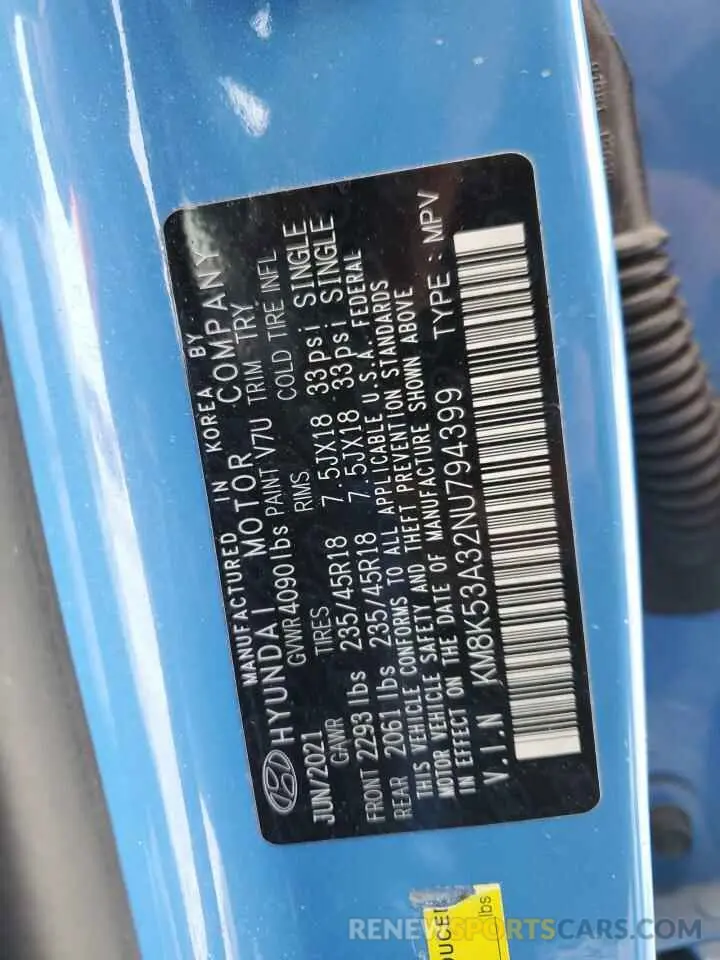 MANUFACTURED IN KOREA BY
HYUNDAI MOTOR COMPANY
JUN/2021 GVWR 4090 lbs PAINT V7U TRIM TRY
GAWR TIRES RIMS COLD TIRE INFL
FRONT 2293 lbs 235/45R18 7.5JX18 33psi SINGLE
REAR 2061 lbs 235/45R18 7.5JX18 33psi SINGLE
THIS VEHICLE CONFORMS TO ALL APPLICABLE U.S.A. FEDERAL
MOTOR VEHICLE SAFETY AND THEFT PREVENTION STANDARDS
IN EFFECT ON THE DATE OF MANUFACTURE SHOWN ABOVE
V.I.N KM8K53A32NU794399 TYPE : MPV
lbs
RENEWSPORTSCARS.COM